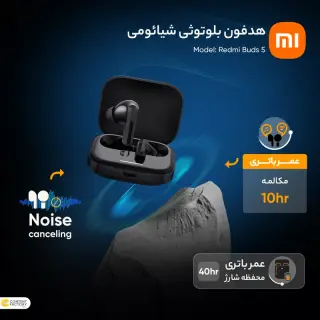 هدفون بلوتوثی شیائومی
Model: Redmi Buds 5
mi
عمر باتری
مکالمه
10hr
Noise
canceling
عمر باتری
محفظه شارژ
40hr